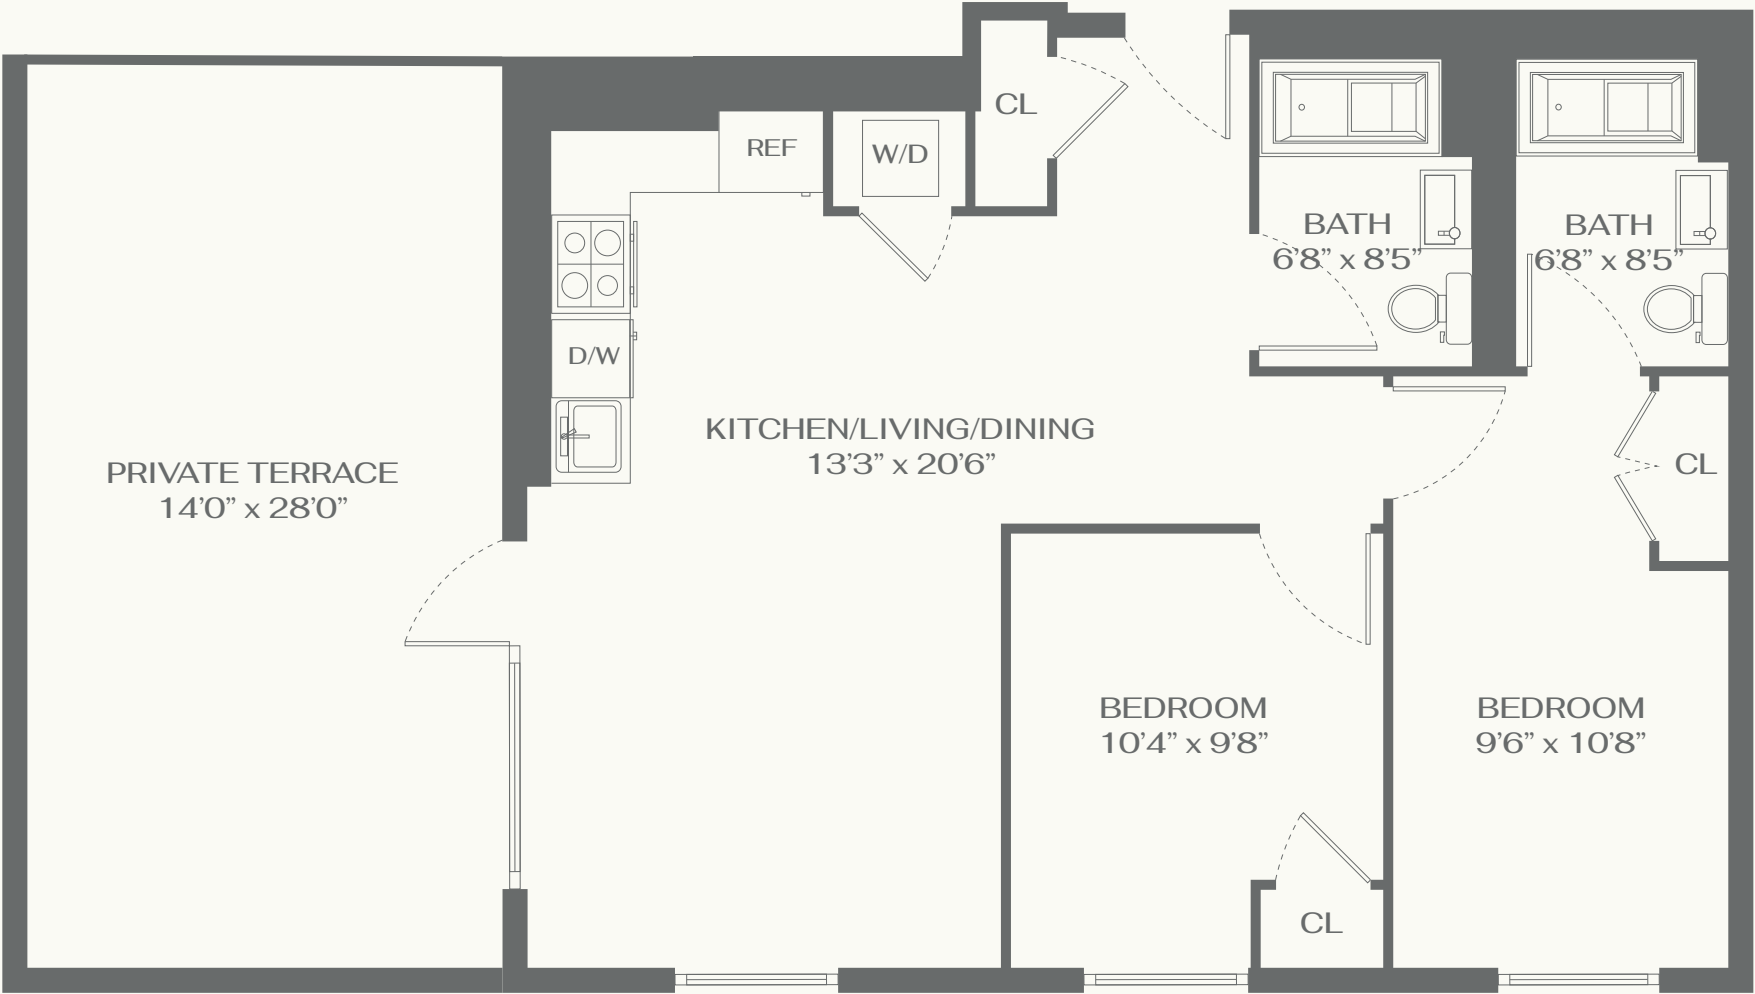 CL
REF
W/D
BATH
6'8” x 8'5”
BATH
6'8” x 8'5”
D/W
KITCHEN/LIVING/DINING
13'3” x 20'6”
PRIVATE TERRACE
14'0” x 28'0”
CL
BEDROOM
10'4” x 9'8”
BEDROOM
9'6” x 10'8”
CL